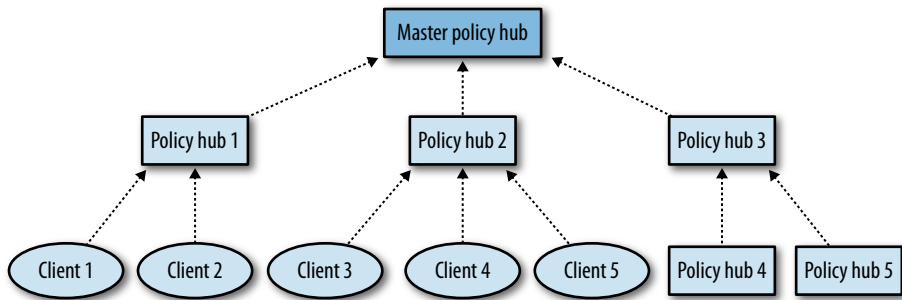 Master policy hub
Policy hub 1
Policy hub 2
Policy hub 3
Client 1
Client 2
Client 3
Client 4
Client 5
Policy hub 4
Policy hub 5